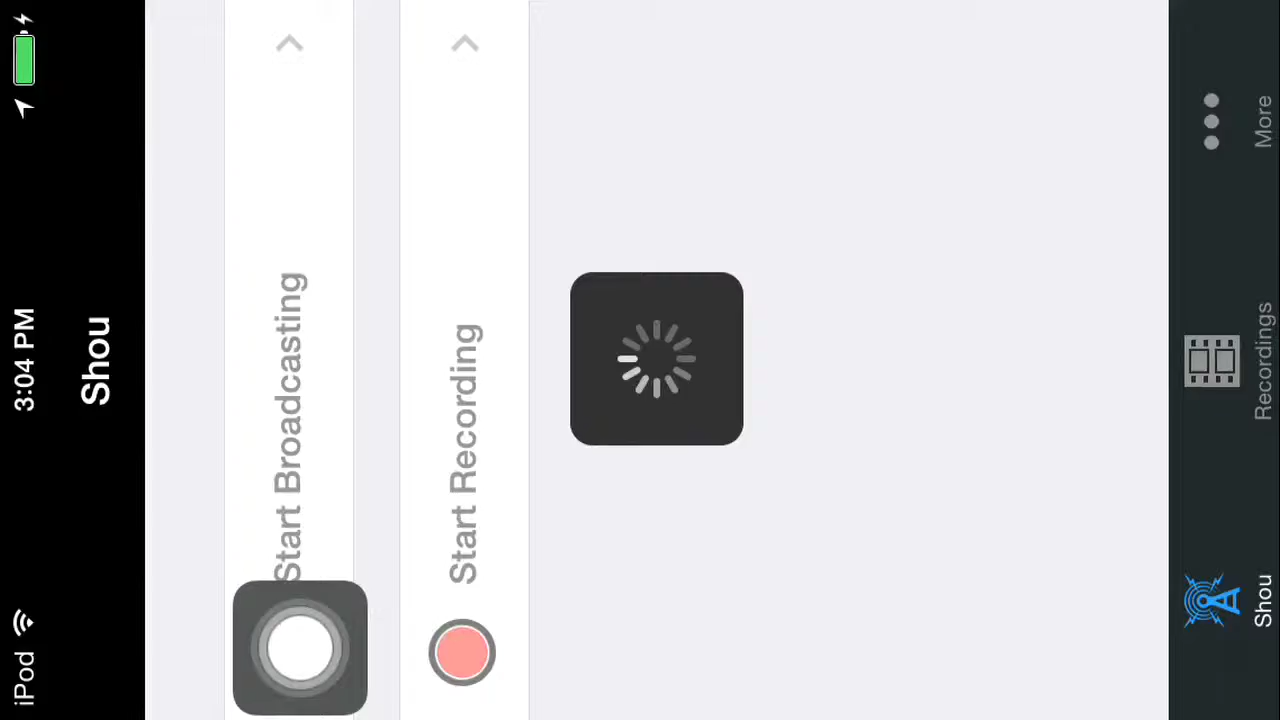 iPod 3:04 PM
Shou
Start Broadcasting
Start Recording
Shou Recordings More